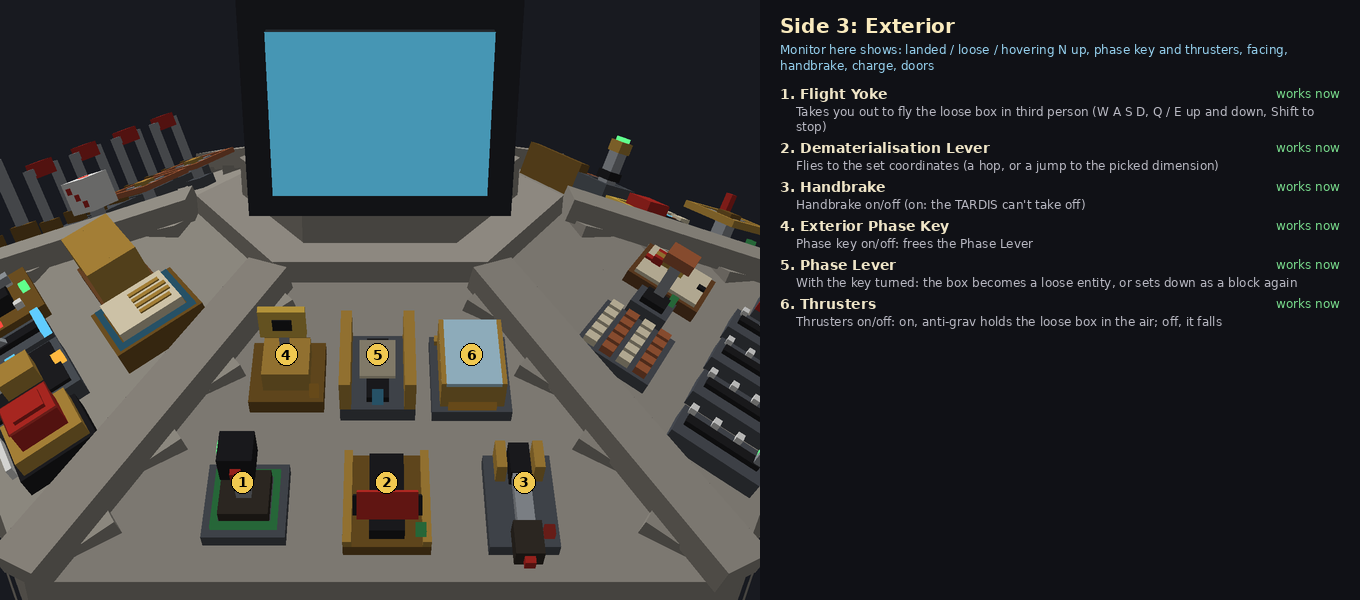 Side 3: Exterior
Monitor here shows: landed / loose / hovering N up, phase key and thrusters, facing,
handbrake, charge, doors
1. Flight Yoke works now
Takes you out to fly the loose box in third person (W A S D, Q / E up and down, Shift to
stop)
2. Dematerialisation Lever works now
Flies to the set coordinates (a hop, or a jump to the picked dimension)
3. Handbrake works now
Handbrake on/off (on: the TARDIS can't take off)
4. Exterior Phase Key works now
Phase key on/off: frees the Phase Lever
5. Phase Lever works now
With the key turned: the box becomes a loose entity, or sets down as a block again
6. Thrusters works now
Thrusters on/off: on, anti-grav holds the loose box in the air; off, it falls
4
5
6
1
2
3